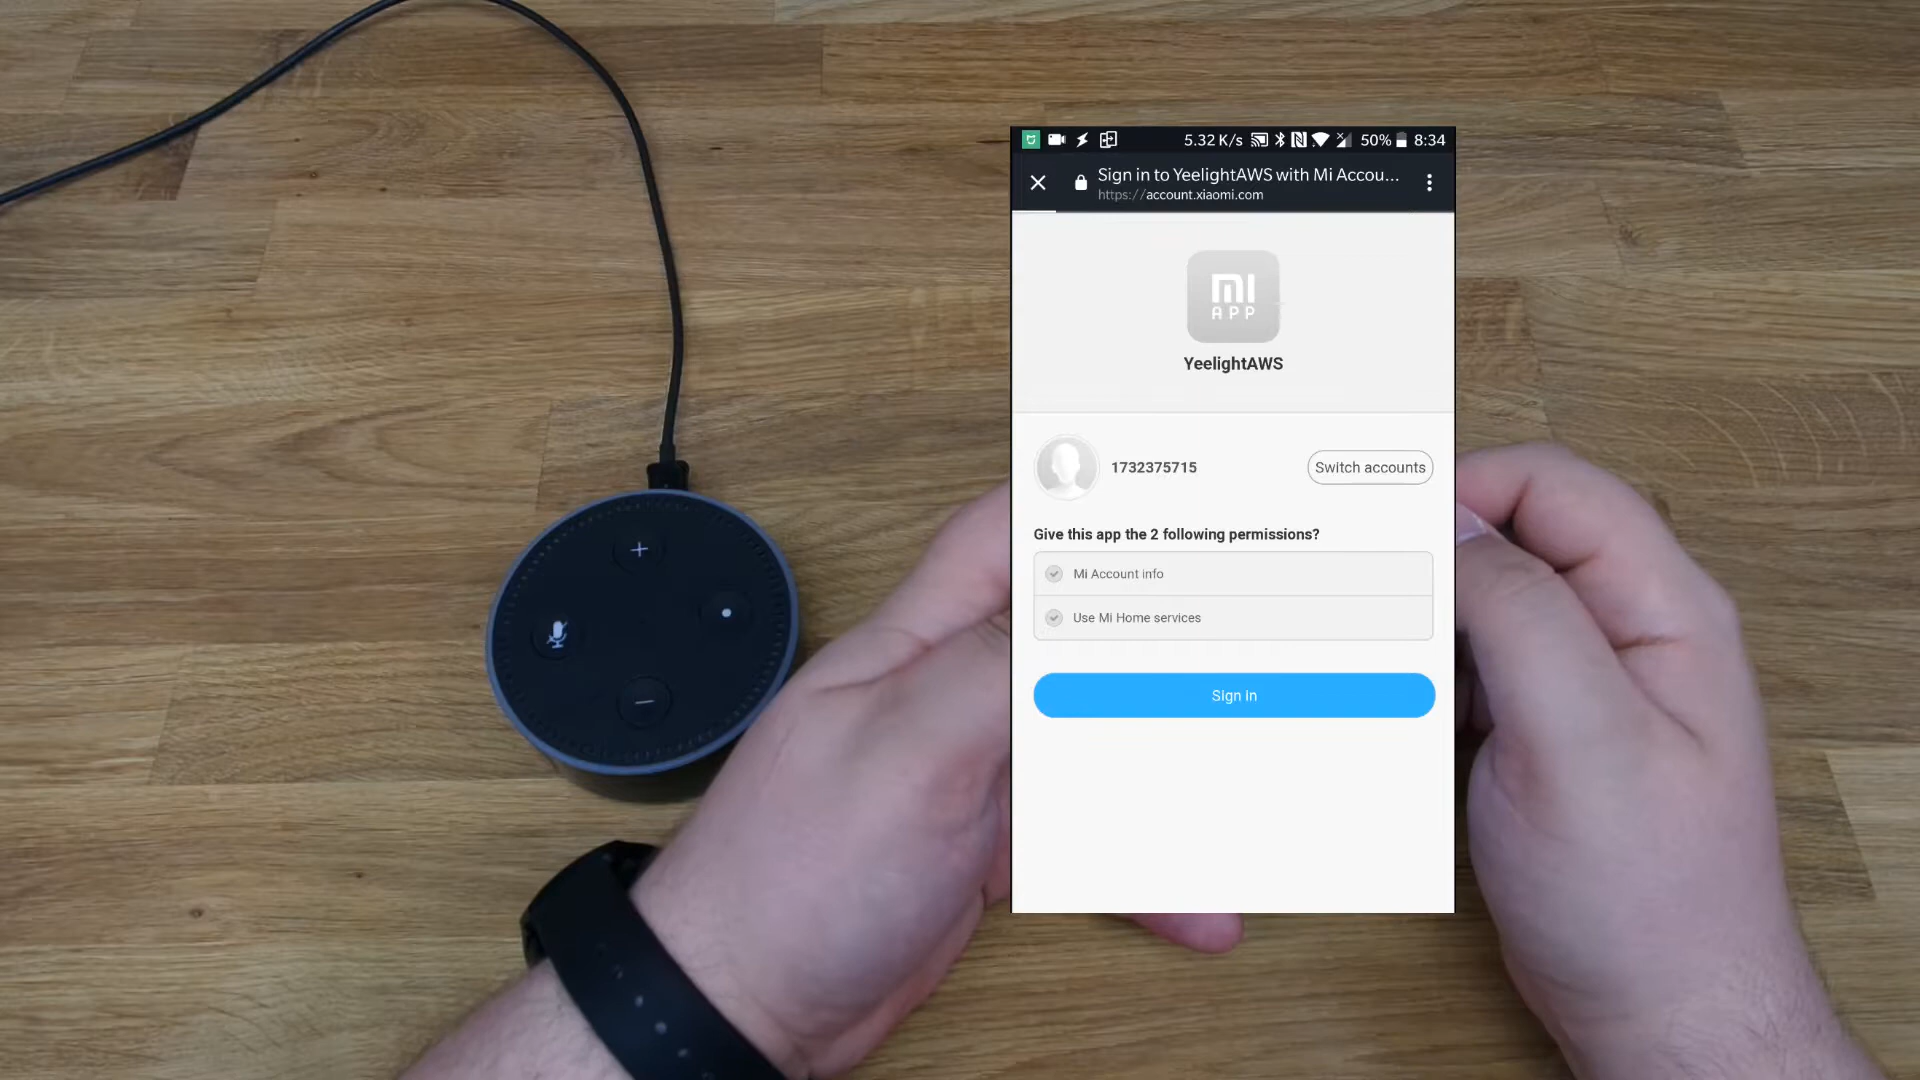 5.32 K/s 50% 8:34
Sign in to YeelightAWS with Mi Accou...
https://account.xiaomi.com
MI
APP
YeelightAWS
1732375715
Switch accounts
Give this app the 2 following permissions?
Mi Account info
Use Mi Home services
Sign in